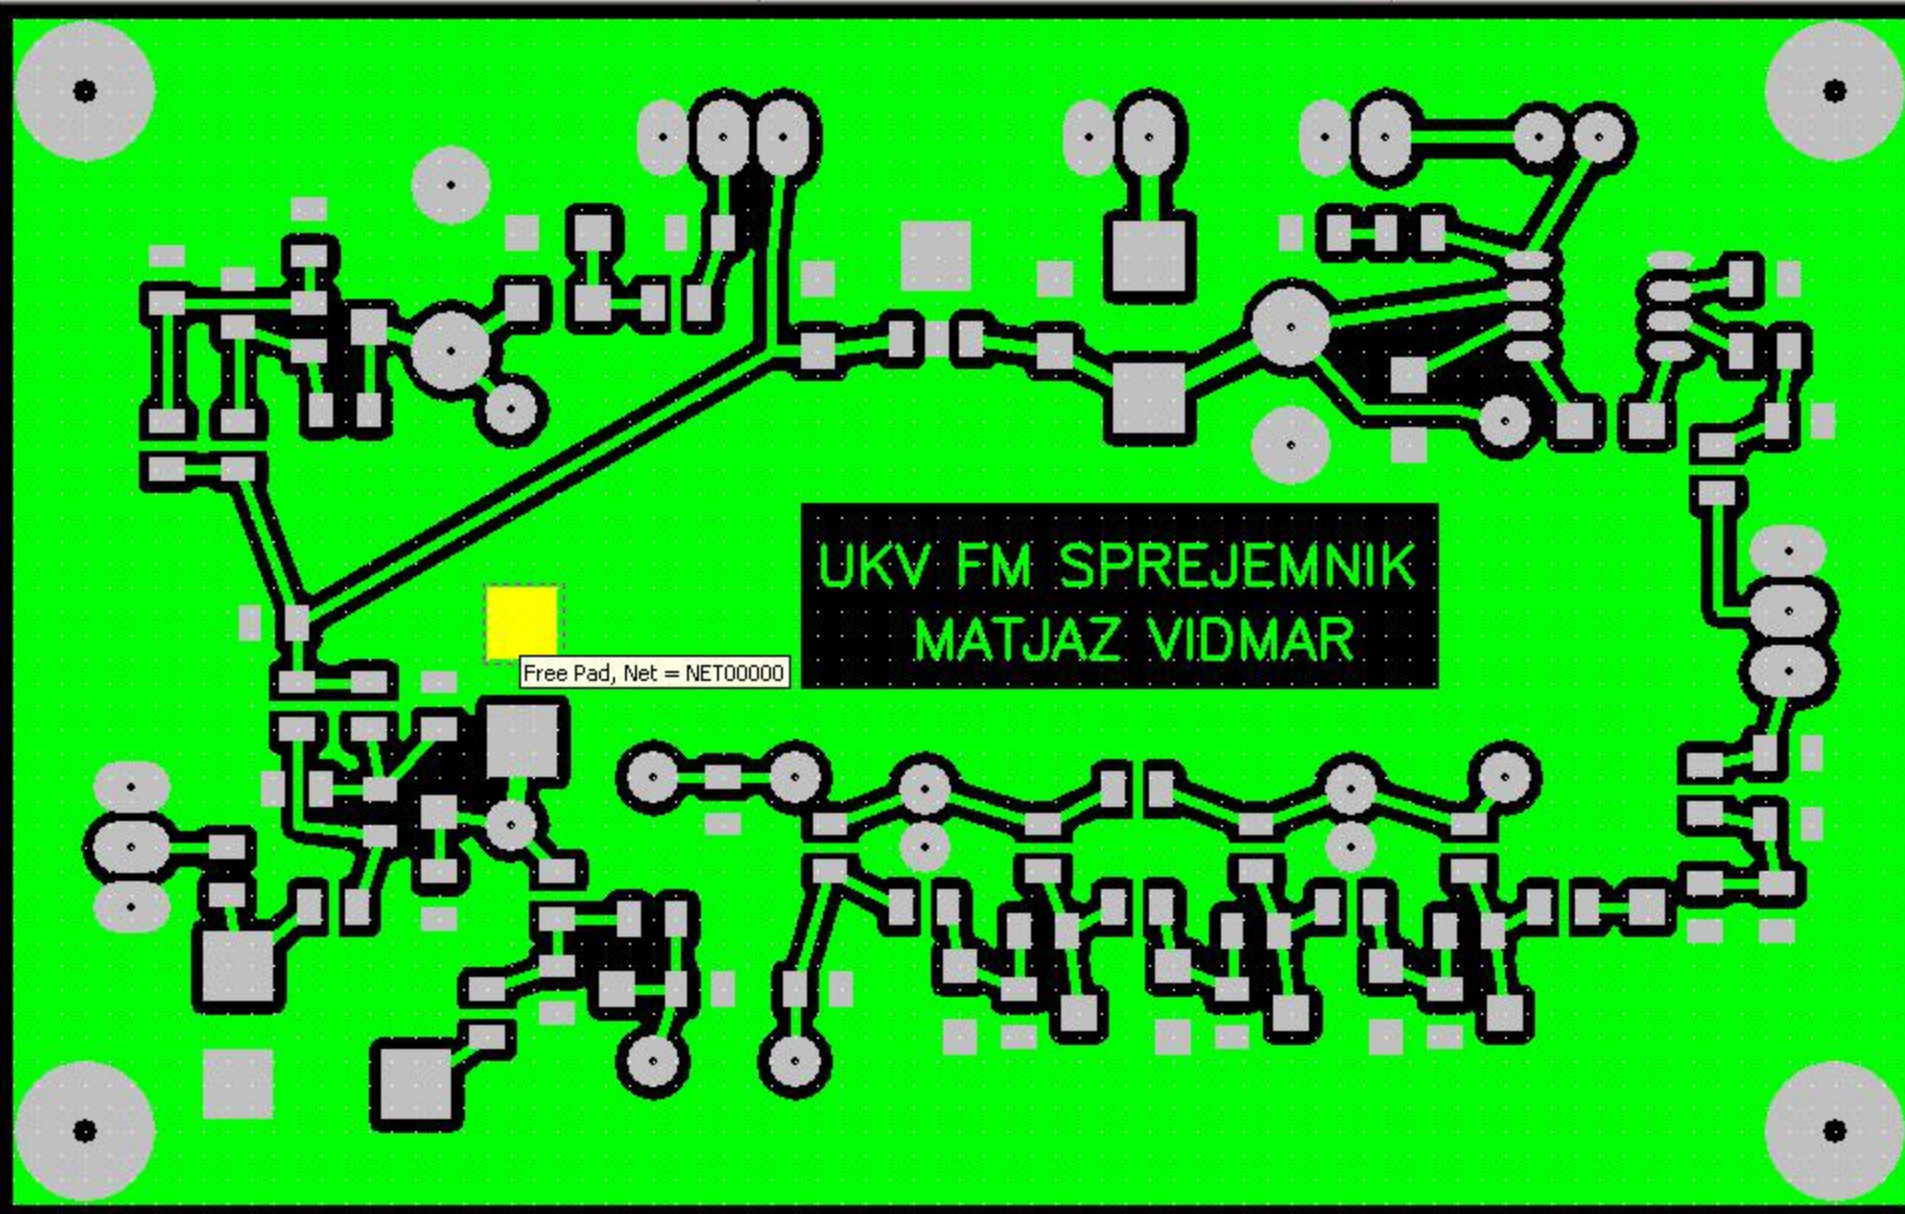 UKV FM SPREJEMNIK
MATJAZ VIDMAR
Free Pad, Net = NET00000